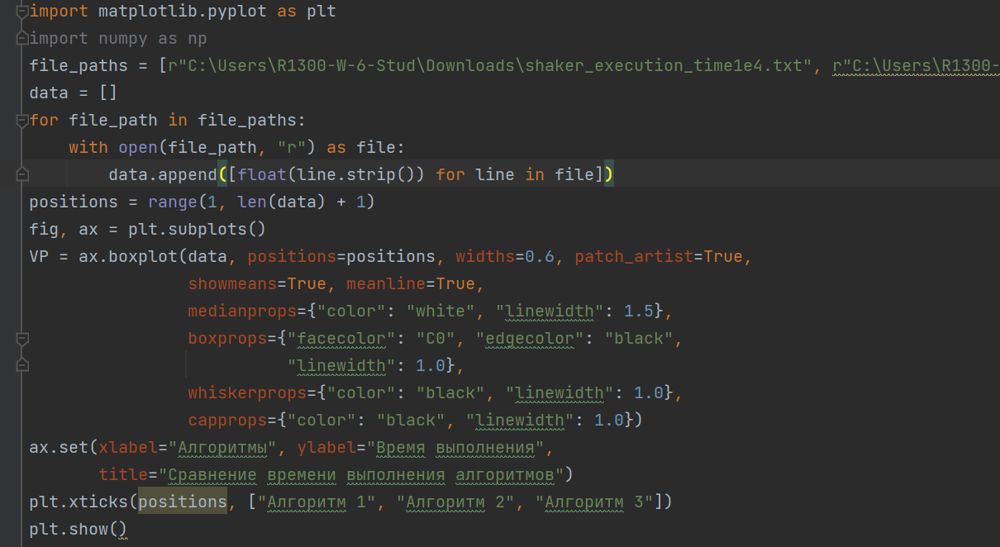 import matplotlib.pyplot as plt
import numpy as np
file_paths = [r"C:\Users\R1300-W-6-Stud\Downloads\shaker_execution_time1e4.txt", r"C:\Users\R1300-
data = []
for file_path in file_paths:
    with open(file_path, "r") as file:
        data.append([float(line.strip()) for line in file])
positions = range(1, len(data) + 1)
fig, ax = plt.subplots()
VP = ax.boxplot(data, positions=positions, widths=0.6, patch_artist=True,
                showmeans=True, meanline=True,
                medianprops={"color": "white", "linewidth": 1.5},
                boxprops={"facecolor": "C0", "edgecolor": "black",
                          "linewidth": 1.0},
                whiskerprops={"color": "black", "linewidth": 1.0},
                capprops={"color": "black", "linewidth": 1.0})
ax.set(xlabel="Алгоритмы", ylabel="Время выполнения",
       title="Сравнение времени выполнения алгоритмов")
plt.xticks(positions, ["Алгоритм 1", "Алгоритм 2", "Алгоритм 3"])
plt.show()